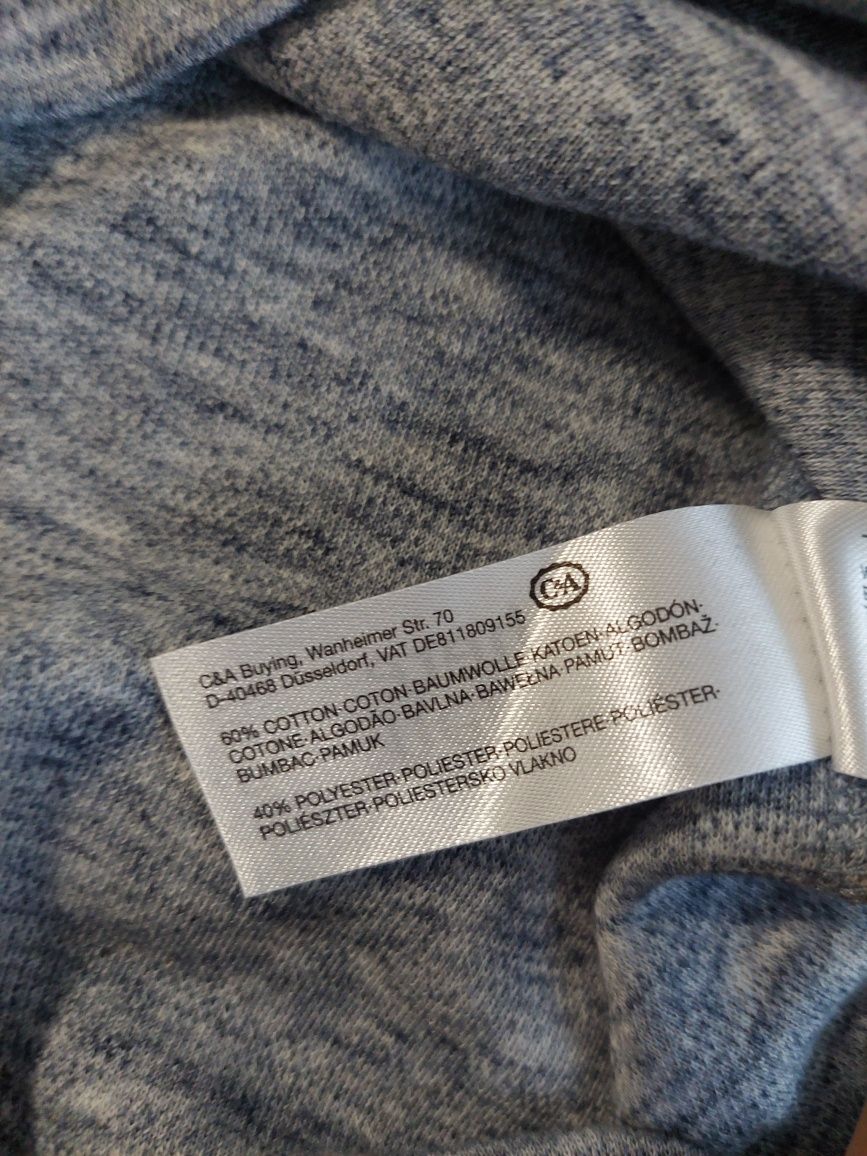 C&A
C&A Buying, Wanheimer Str. 70
D-40468 Düsseldorf, VAT DE811809155
60% COTTON·COTON·BAUMWOLLE·KATOEN·ALGODÓN·
COTONE·ALGODÃO·BAVLNA·BAWEŁNA·PAMUT·BOMBAŽ·
BUMBAC·PAMUK
40% POLYESTER·POLIESTER·POLIESTERE·POLIÉSTER·
POLIÉSZTER·POLIESTERSKO VLAKNO